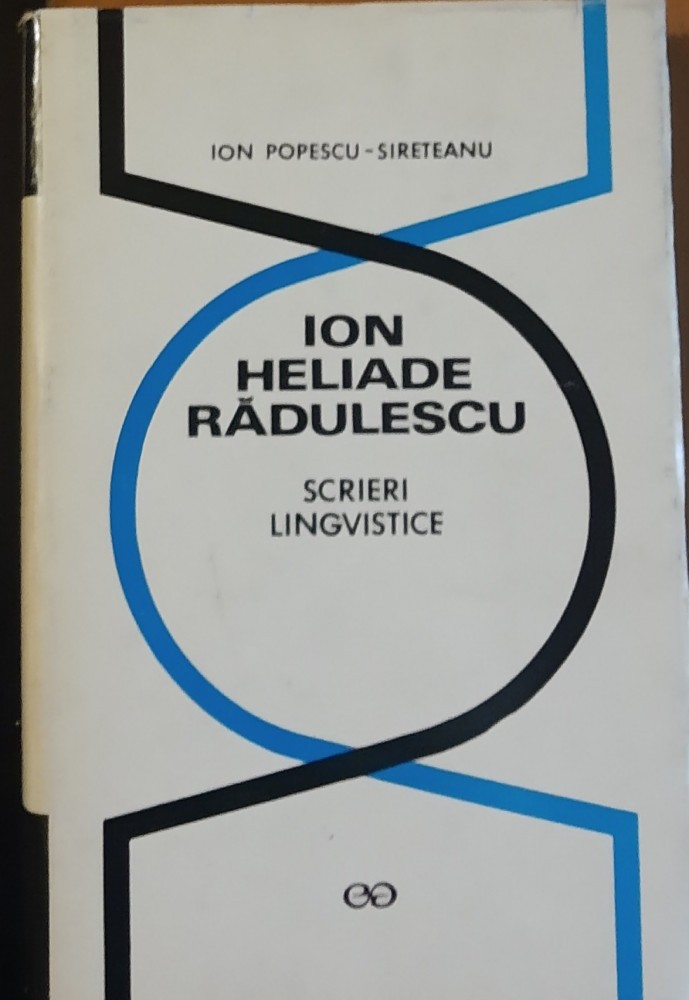 ION POPESCU-SIRETEANU
ION
HELIADE
RĂDULESCU
SCRIERI
LINGVISTICE